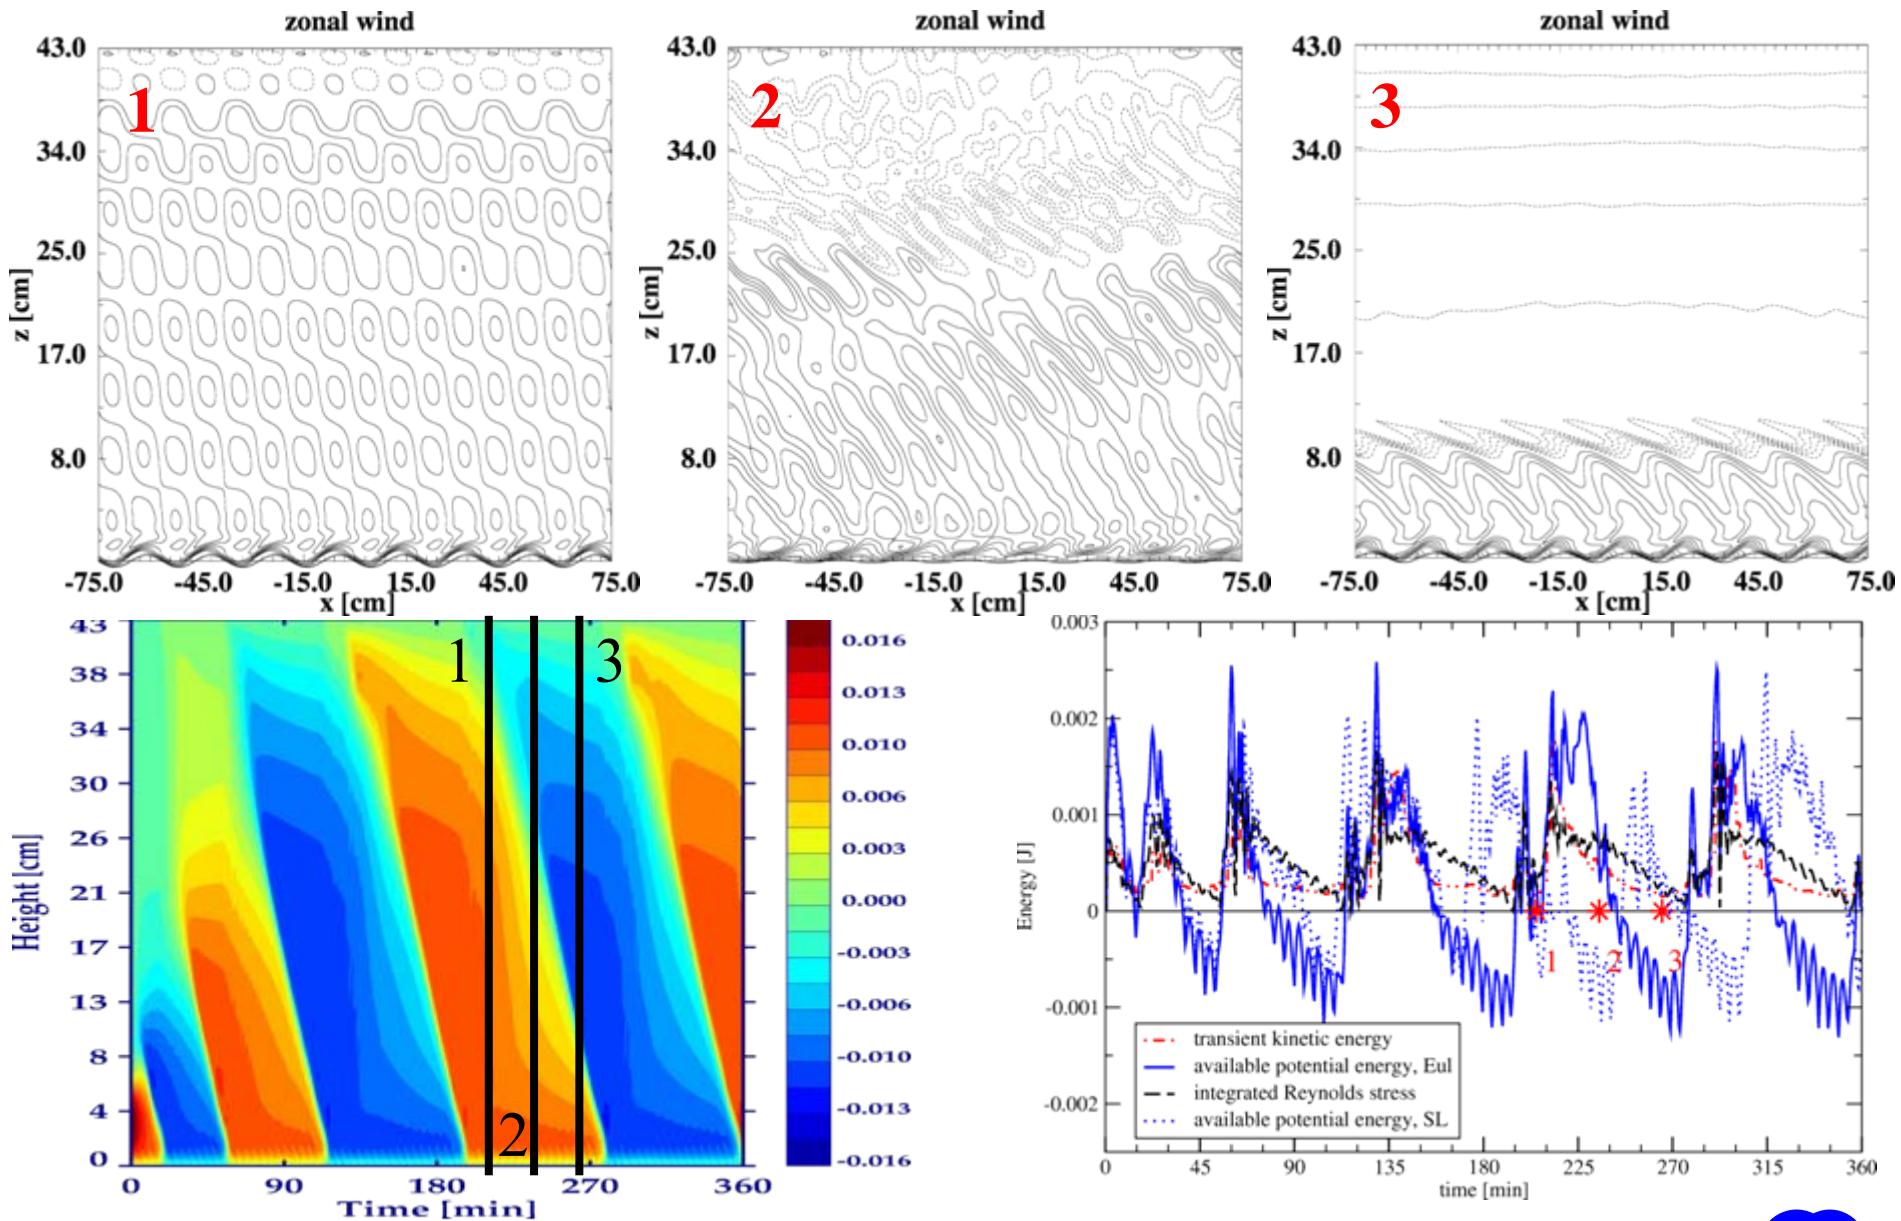 zonal wind
43.0
34.0
25.0
17.0
8.0
z [cm]
1
-75.0 -45.0 -15.0 15.0 45.0 75.0
x [cm]
zonal wind
43.0
34.0
25.0
17.0
8.0
z [cm]
2
-75.0 -45.0 -15.0 15.0 45.0 75.0
x [cm]
zonal wind
43.0
34.0
25.0
17.0
8.0
z [cm]
3
-75.0 -45.0 -15.0 15.0 45.0 75.0
x [cm]
43
38
34
30
26
21
17
13
8
4
0
Height [cm]
1
2
3
0 90 180 270 360
Time [min]
0.016
0.013
0.010
0.006
0.003
0.000
-0.003
-0.006
-0.010
-0.013
-0.016
0.003
0.002
0.001
0
-0.001
-0.002
Energy [J]
1 2 3
transient kinetic energy
available potential energy, Eul
integrated Reynolds stress
available potential energy, SL
0 45 90 135 180 225 270 315 360
time [min]